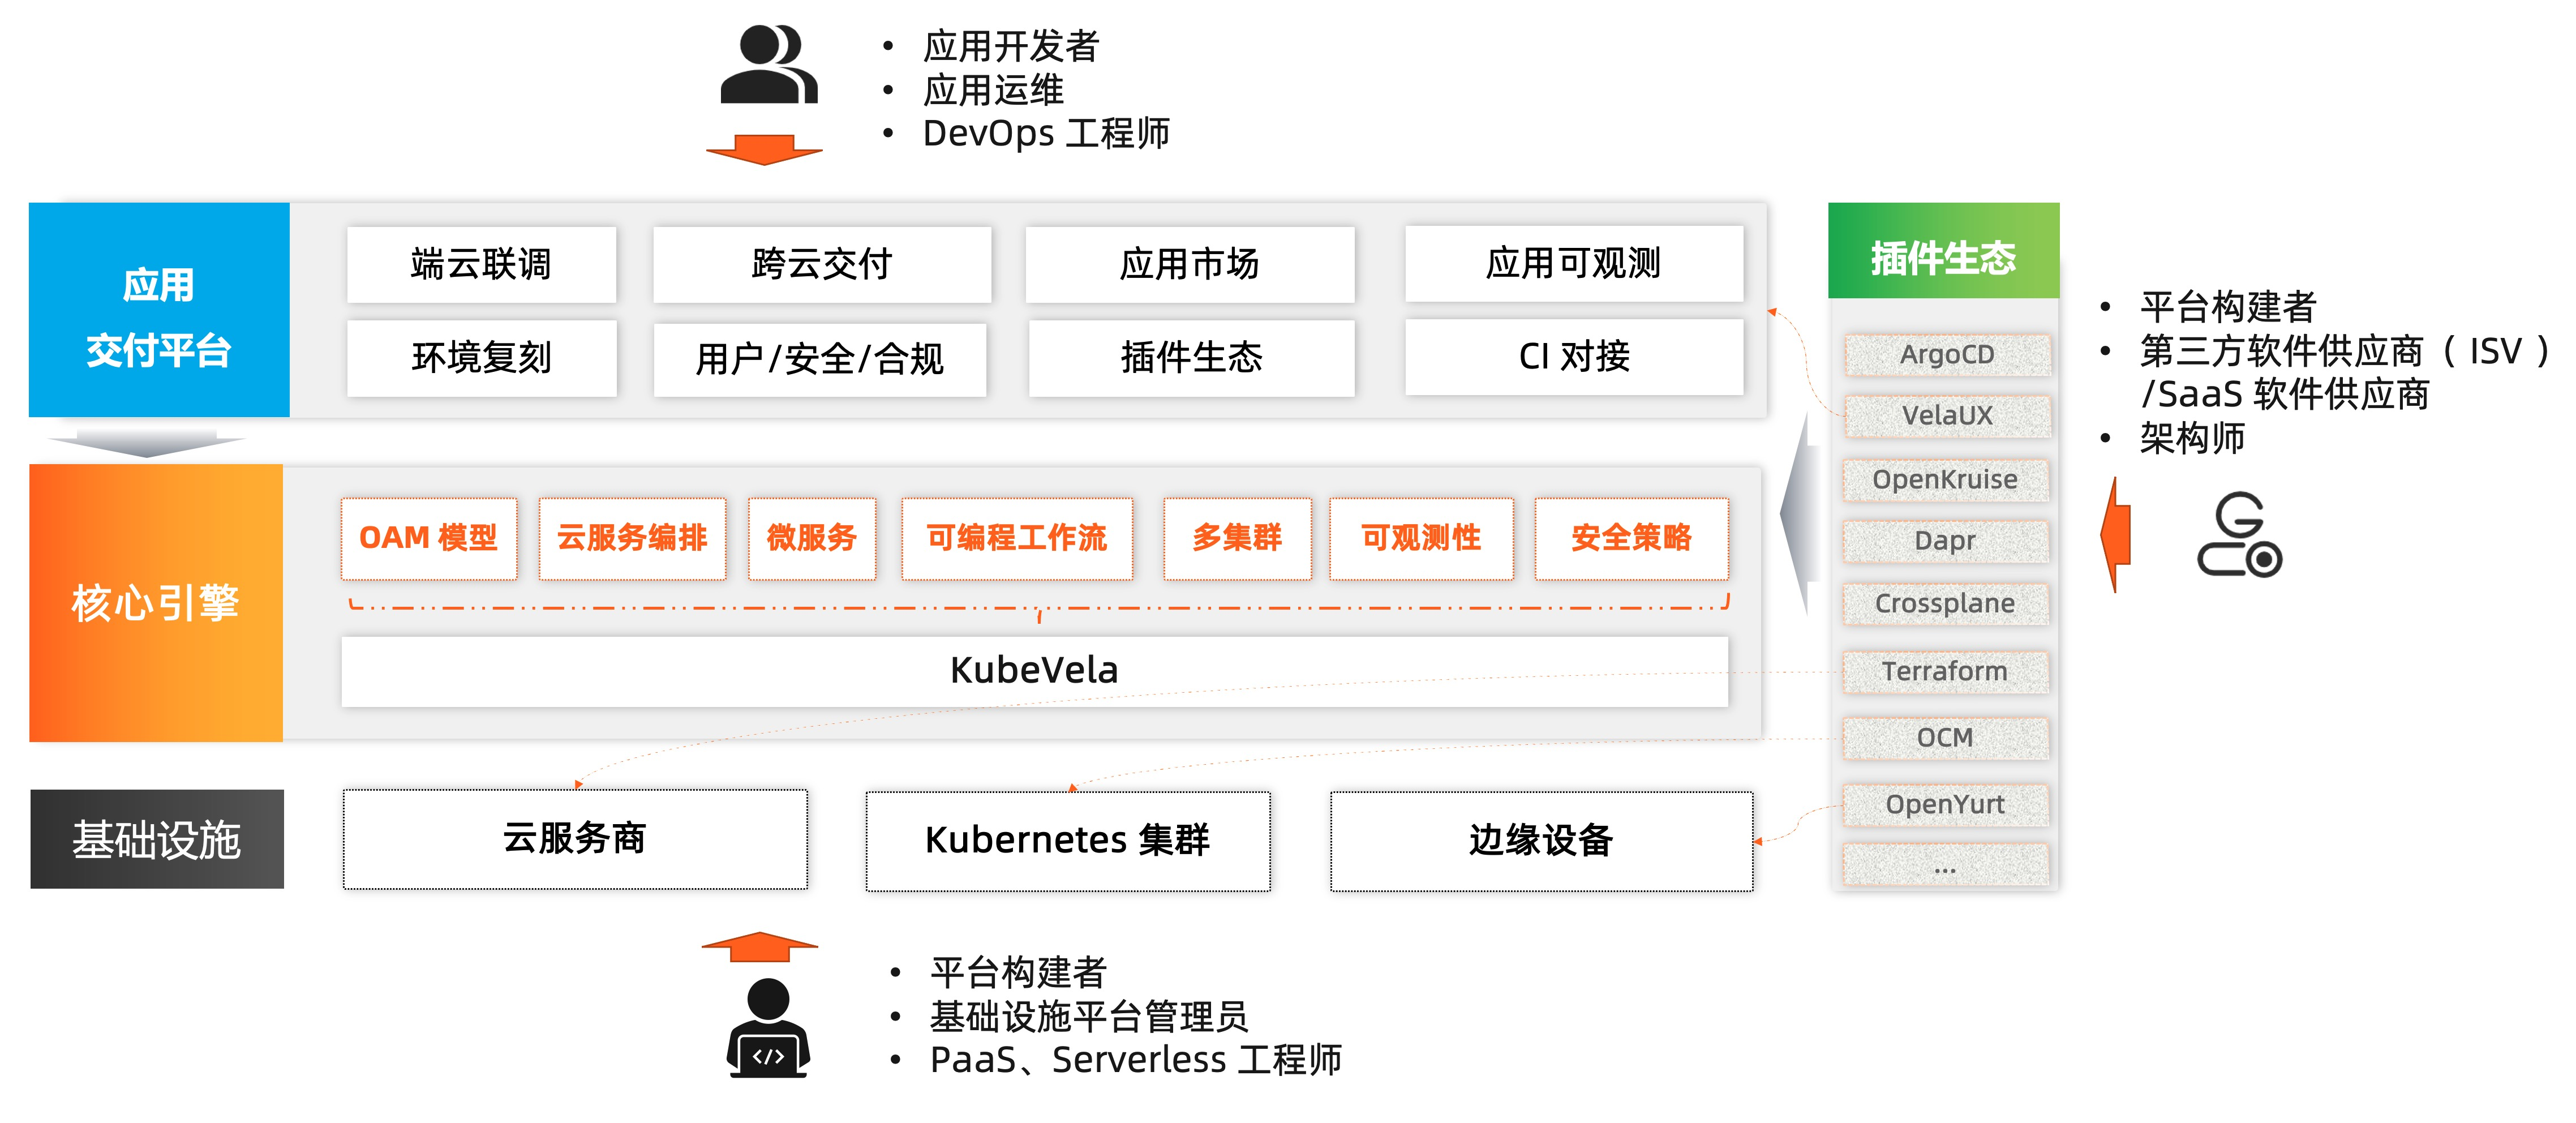 应用开发者
应用运维
DevOps 工程师
应用
交付平台
端云联调
跨云交付
应用市场
应用可观测
环境复刻
用户/安全/合规
插件生态
CI 对接
核心引擎
OAM 模型
云服务编排
微服务
可编程工作流
多集群
可观测性
安全策略
KubeVela
基础设施
云服务商
Kubernetes 集群
边缘设备
插件生态
ArgoCD
VelaUX
OpenKruise
Dapr
Crossplane
Terraform
OCM
OpenYurt
...
平台构建者
第三方软件供应商（ISV）
/SaaS 软件供应商
架构师
平台构建者
基础设施平台管理员
PaaS、Serverless 工程师